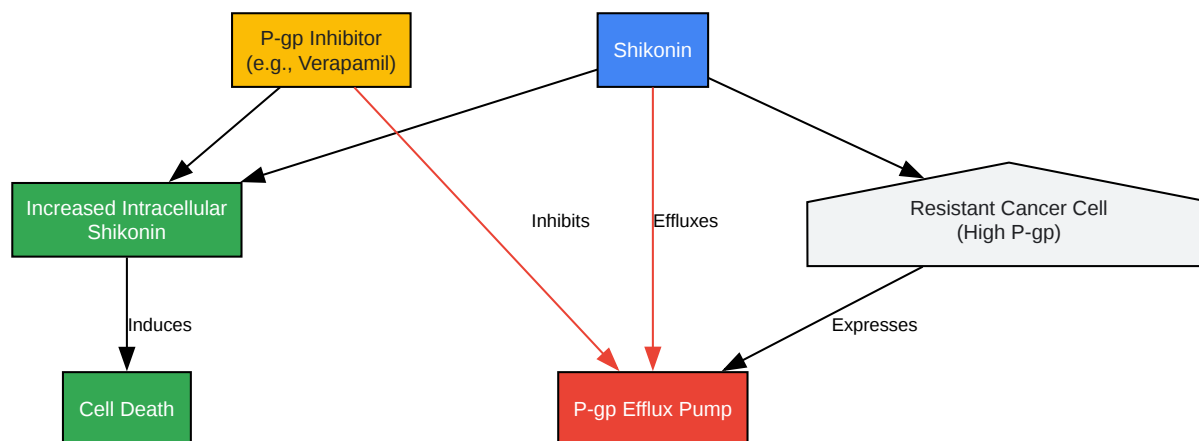 P-gp Inhibitor
(e.g., Verapamil)
Shikonin
Increased Intracellular
Shikonin
Resistant Cancer Cell
(High P-gp)
Inhibits
Effluxes
Induces
Expresses
Cell Death
P-gp Efflux Pump